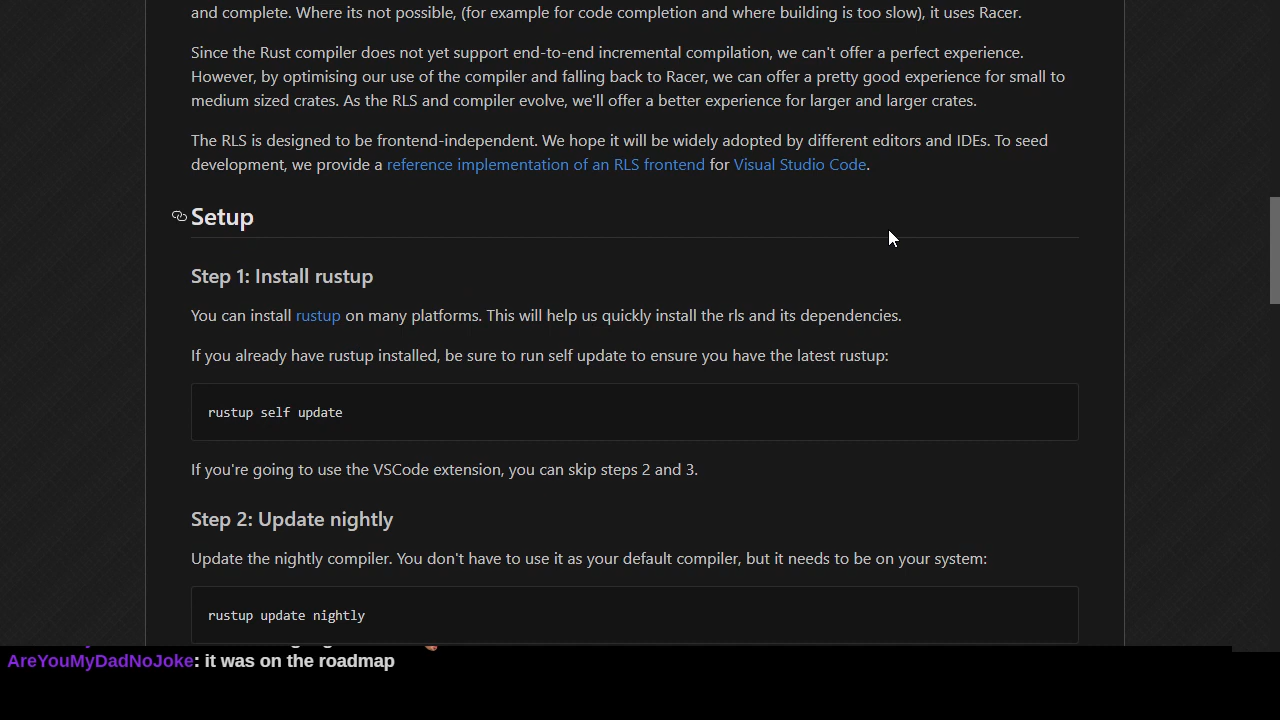 and complete. Where its not possible, (for example for code completion and where building is too slow), it uses Racer.
Since the Rust compiler does not yet support end-to-end incremental compilation, we can't offer a perfect experience.
However, by optimising our use of the compiler and falling back to Racer, we can offer a pretty good experience for small to
medium sized crates. As the RLS and compiler evolve, we'll offer a better experience for larger and larger crates.
The RLS is designed to be frontend-independent. We hope it will be widely adopted by different editors and IDEs. To seed
development, we provide a reference implementation of an RLS frontend for Visual Studio Code.
Setup
Step 1: Install rustup
You can install rustup on many platforms. This will help us quickly install the rls and its dependencies.
If you already have rustup installed, be sure to run self update to ensure you have the latest rustup:
rustup self update
If you're going to use the VSCode extension, you can skip steps 2 and 3.
Step 2: Update nightly
Update the nightly compiler. You don't have to use it as your default compiler, but it needs to be on your system:
rustup update nightly
AreYouMyDadNoJoke: it was on the roadmap